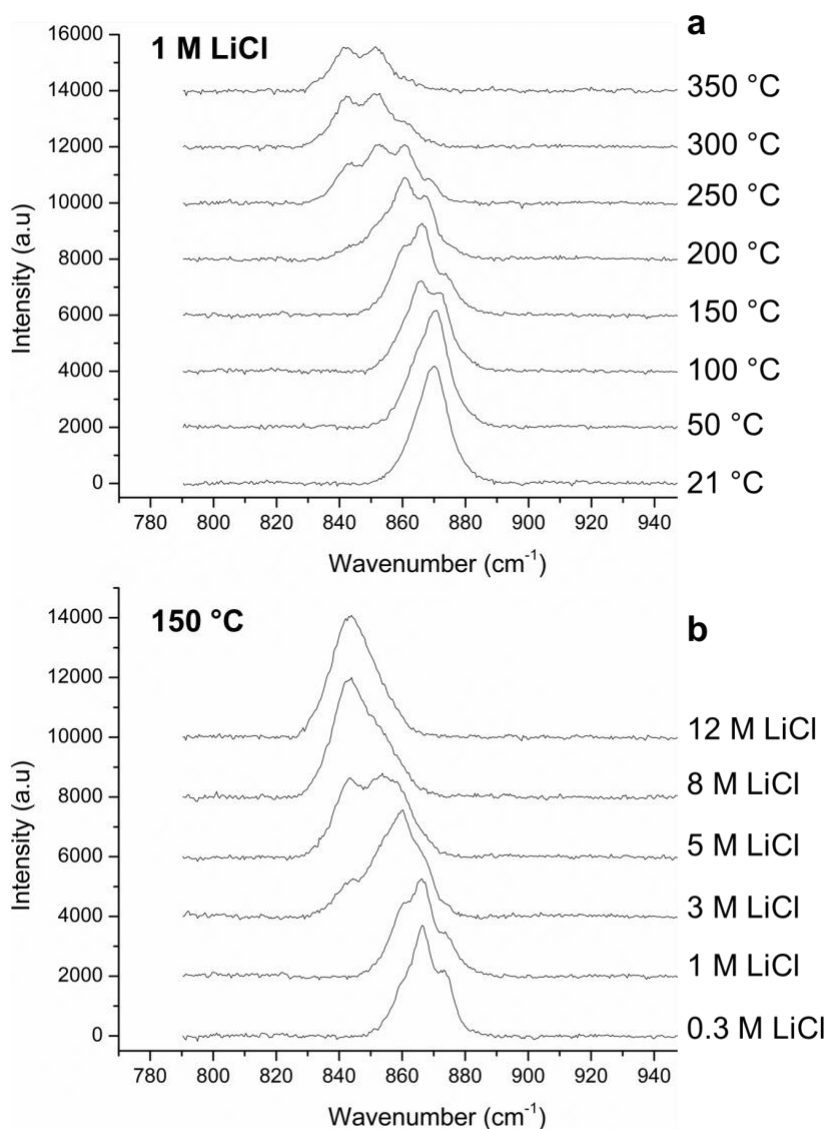 a
1 M LiCl
16000
14000
12000
10000
8000
6000
4000
2000
0
Intensity (a.u)
350 °C
300 °C
250 °C
200 °C
150 °C
100 °C
50 °C
21 °C
780 800 820 840 860 880 900 920 940
Wavenumber (cm⁻¹)
b
150 °C
14000
12000
10000
8000
6000
4000
2000
0
Intensity (a.u)
12 M LiCl
8 M LiCl
5 M LiCl
3 M LiCl
1 M LiCl
0.3 M LiCl
780 800 820 840 860 880 900 920 940
Wavenumber (cm⁻¹)